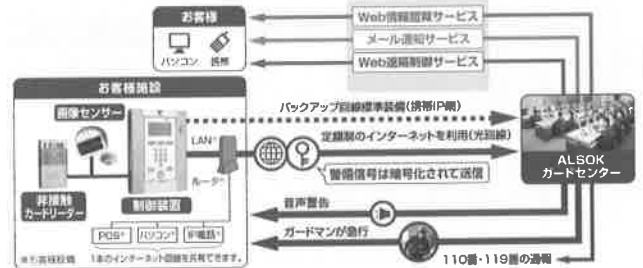 お客様
パソコン 携帯
Web情報閲覧サービス
メール通知サービス
Web遠隔制御サービス
お客様施設
画像センサー
非接触
カードリーダー
制御装置
LAN※
ルーター
POS※ パソコン※ IP電話※
※お客様設備
1本のインターネット回線を共有できます。
バックアップ回線標準装備(携帯IP網)
定額制のインターネットを利用(光回線)
警備信号は暗号化されて送信
音声警告
ガードマンが急行
ALSOK
ガードセンター
110番・119番の通報